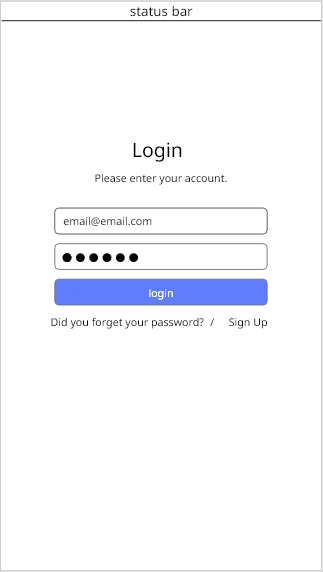 status bar
Login
Please enter your account.
email@email.com
●●●●●●
login
Did you forget your password? / Sign Up